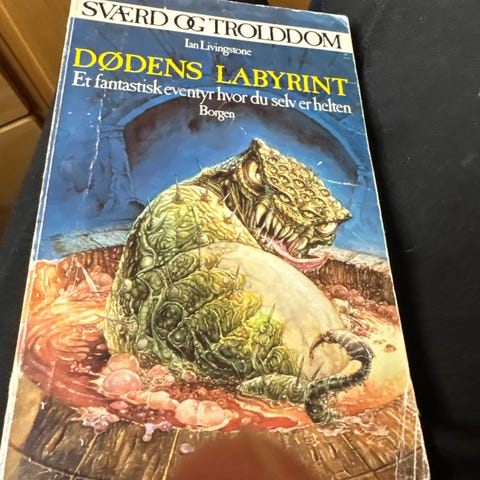 SVÆRD OG TROLDDOM
Ian Livingstone
DØDENS LABYRINT
Et fantastisk eventyr hvor du selv er helten
Borgen